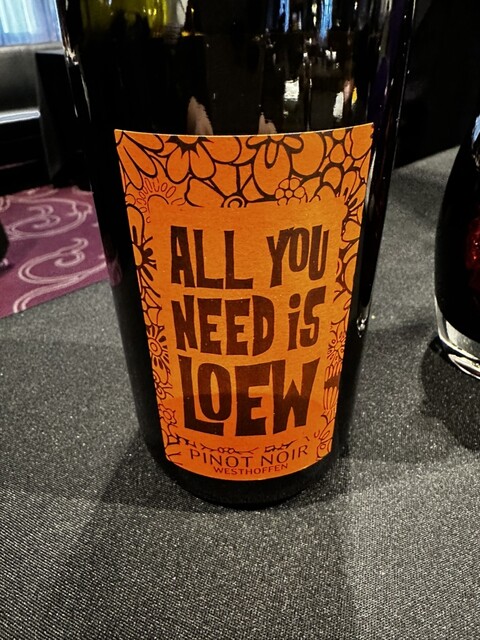 ALL YOU
NEED iS
LOEW
PINOT NOIR
WESTHOFFEN